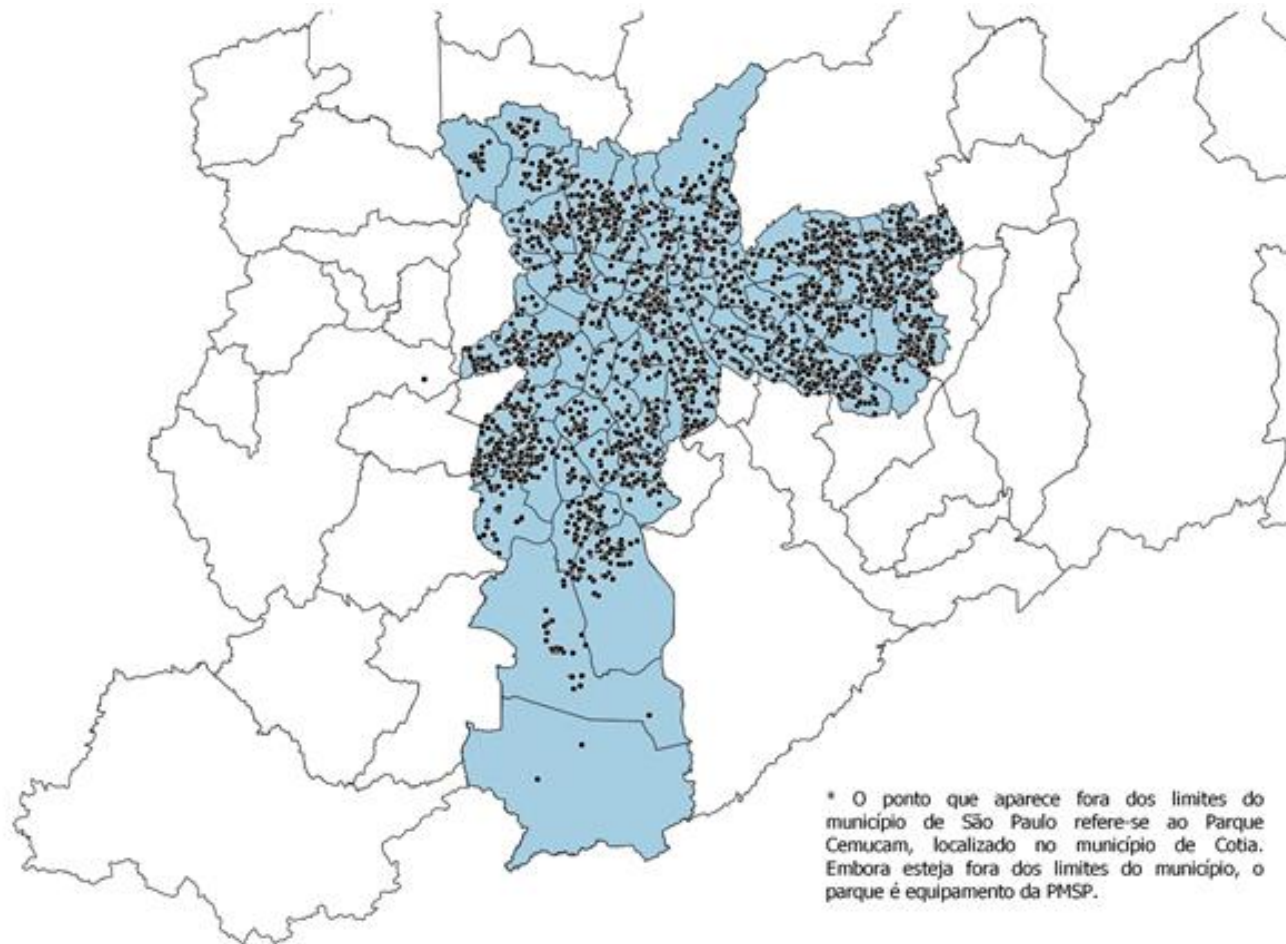 * O ponto que aparece fora dos limites do
município de São Paulo refere-se ao Parque
Cemucam, localizado no município de Cotia.
Embora esteja fora dos limites do município, o
parque é equipamento da PMSP.